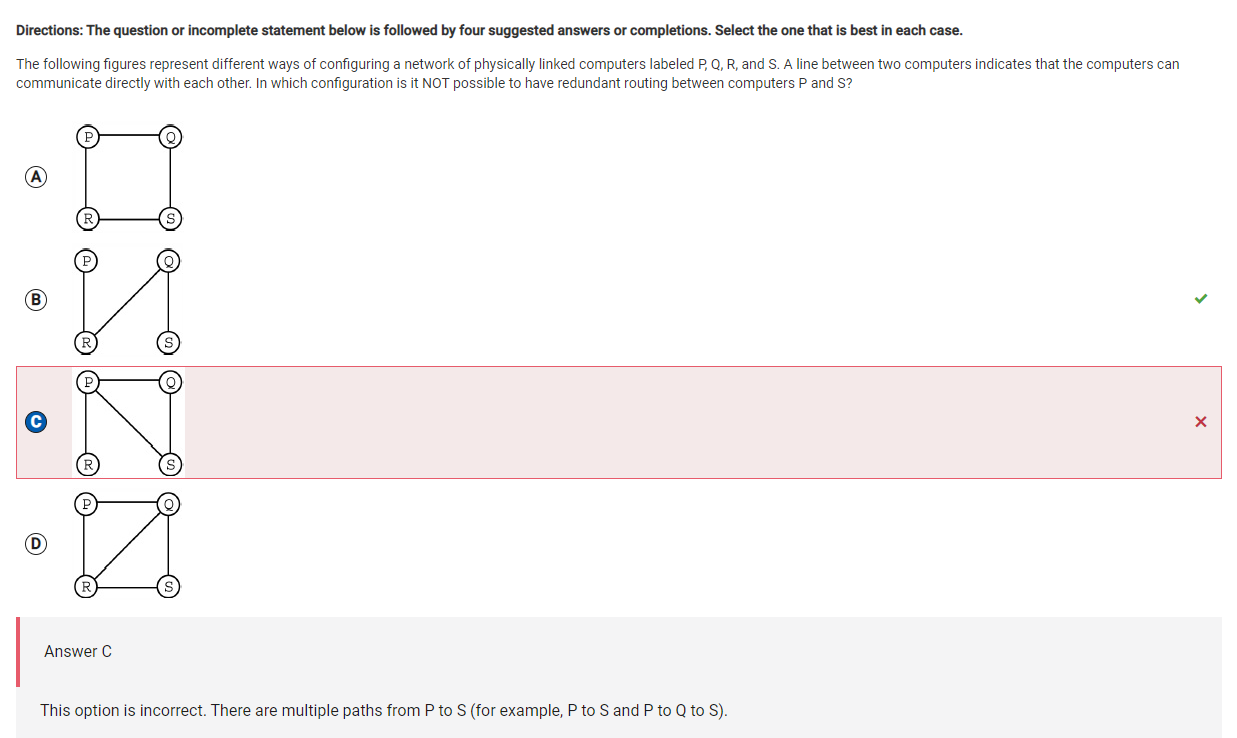 Directions: The question or incomplete statement below is followed by four suggested answers or completions. Select the one that is best in each case.
The following figures represent different ways of configuring a network of physically linked computers labeled P, Q, R, and S. A line between two computers indicates that the computers can
communicate directly with each other. In which configuration is it NOT possible to have redundant routing between computers P and S?
P Q
A
R S
P Q
B
R S
P Q
C
R S
P Q
D
R S
Answer C
This option is incorrect. There are multiple paths from P to S (for example, P to S and P to Q to S).